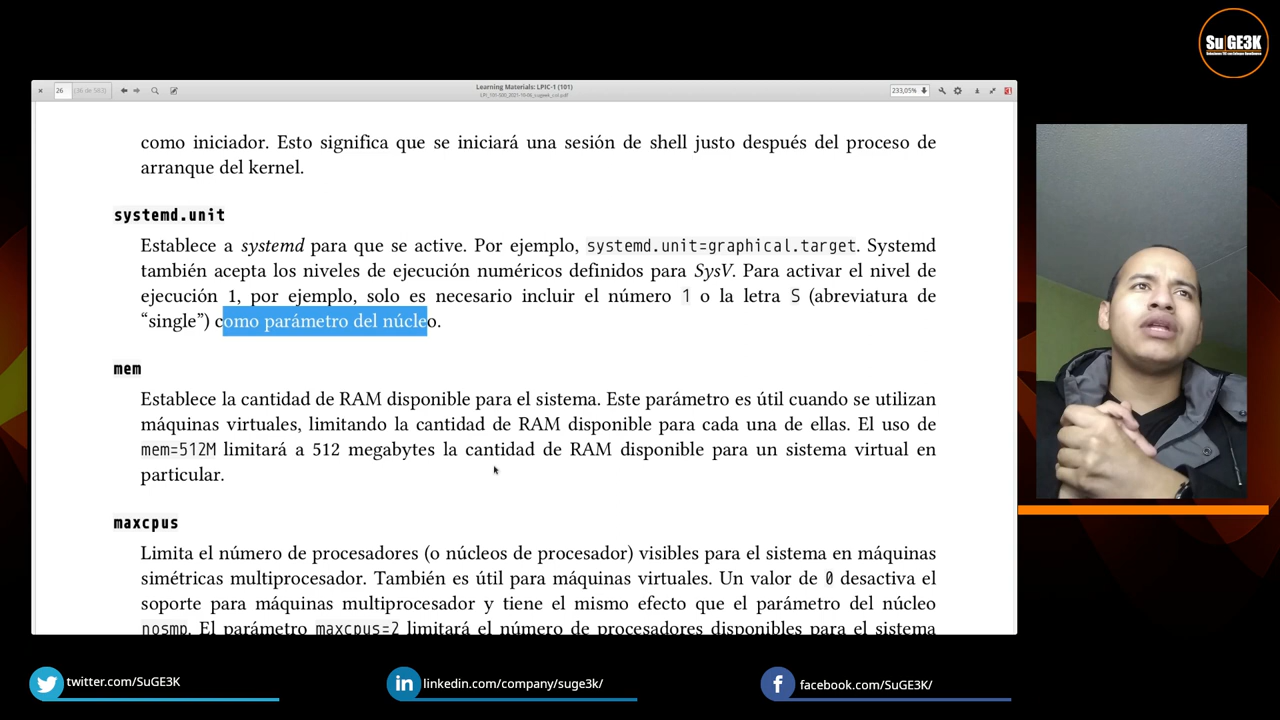 Su GE3K
26
(36 de 583)
Learning Materials: LPIC-1 (101)
233,05%
como iniciador. Esto significa que se iniciará una sesión de shell justo después del proceso de
arranque del kernel.
systemd.unit
Establece a systemd para que se active. Por ejemplo, systemd.unit=graphical.target. Systemd
también acepta los niveles de ejecución numéricos definidos para SysV. Para activar el nivel de
ejecución 1, por ejemplo, solo es necesario incluir el número 1 o la letra S (abreviatura de
“single”) como parámetro del núcleo.
mem
Establece la cantidad de RAM disponible para el sistema. Este parámetro es útil cuando se utilizan
máquinas virtuales, limitando la cantidad de RAM disponible para cada una de ellas. El uso de
mem=512M limitará a 512 megabytes la cantidad de RAM disponible para un sistema virtual en
particular.
maxcpus
Limita el número de procesadores (o núcleos de procesador) visibles para el sistema en máquinas
simétricas multiprocesador. También es útil para máquinas virtuales. Un valor de 0 desactiva el
soporte para máquinas multiprocesador y tiene el mismo efecto que el parámetro del núcleo
nosmp. El parámetro maxcpus=2 limitará el número de procesadores disponibles para el sistema
twitter.com/SuGE3K
linkedin.com/company/suge3k/
facebook.com/SuGE3K/